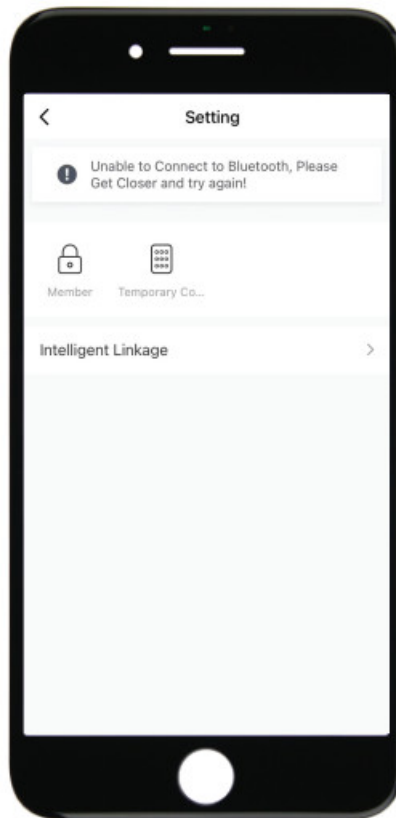 Setting
Unable to Connect to Bluetooth, Please
Get Closer and try again!
Member
Temporary Co...
Intelligent Linkage